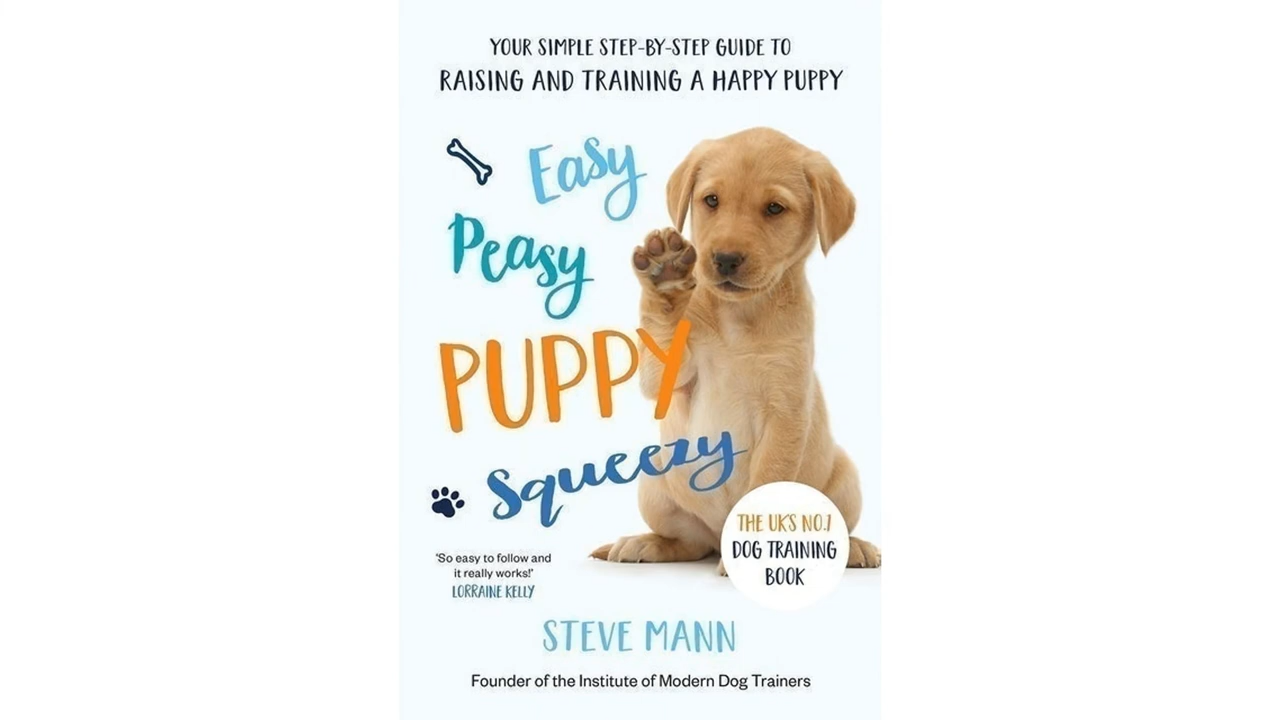 YOUR SIMPLE STEP-BY-STEP GUIDE TO
RAISING AND TRAINING A HAPPY PUPPY
Easy
Peasy
PUPPY
Squeezy
THE UK'S NO.1
DOG TRAINING
BOOK
'So easy to follow and
it really works!'
LORRAINE KELLY
STEVE MANN
Founder of the Institute of Modern Dog Trainers